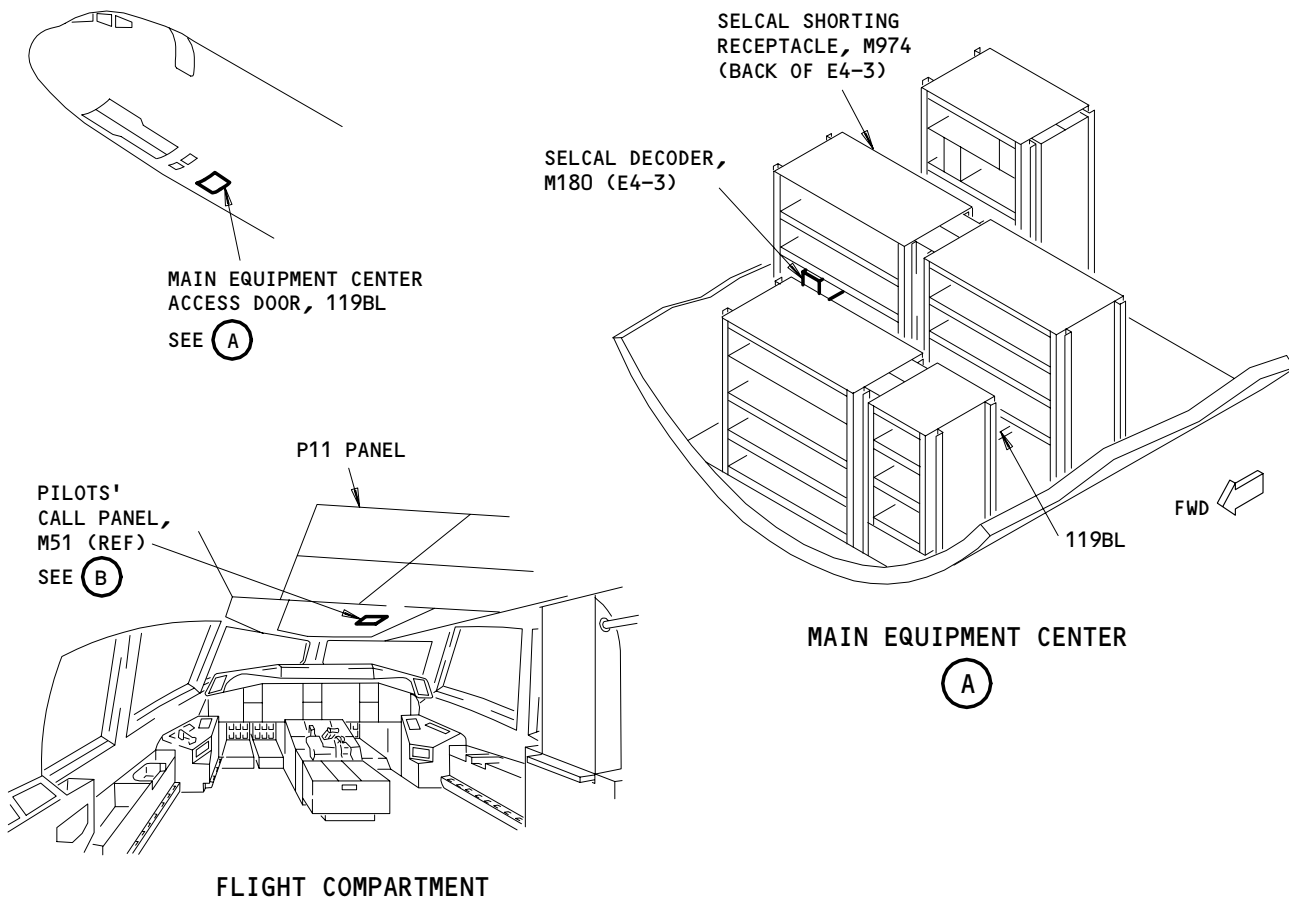 SELCAL SHORTING
RECEPTACLE, M974
(BACK OF E4-3)
SELCAL DECODER,
M180 (E4-3)
MAIN EQUIPMENT CENTER
ACCESS DOOR, 119BL
SEE A
P11 PANEL
PILOTS'
CALL PANEL,
M51 (REF)
SEE B
FWD
119BL
MAIN EQUIPMENT CENTER
A
FLIGHT COMPARTMENT